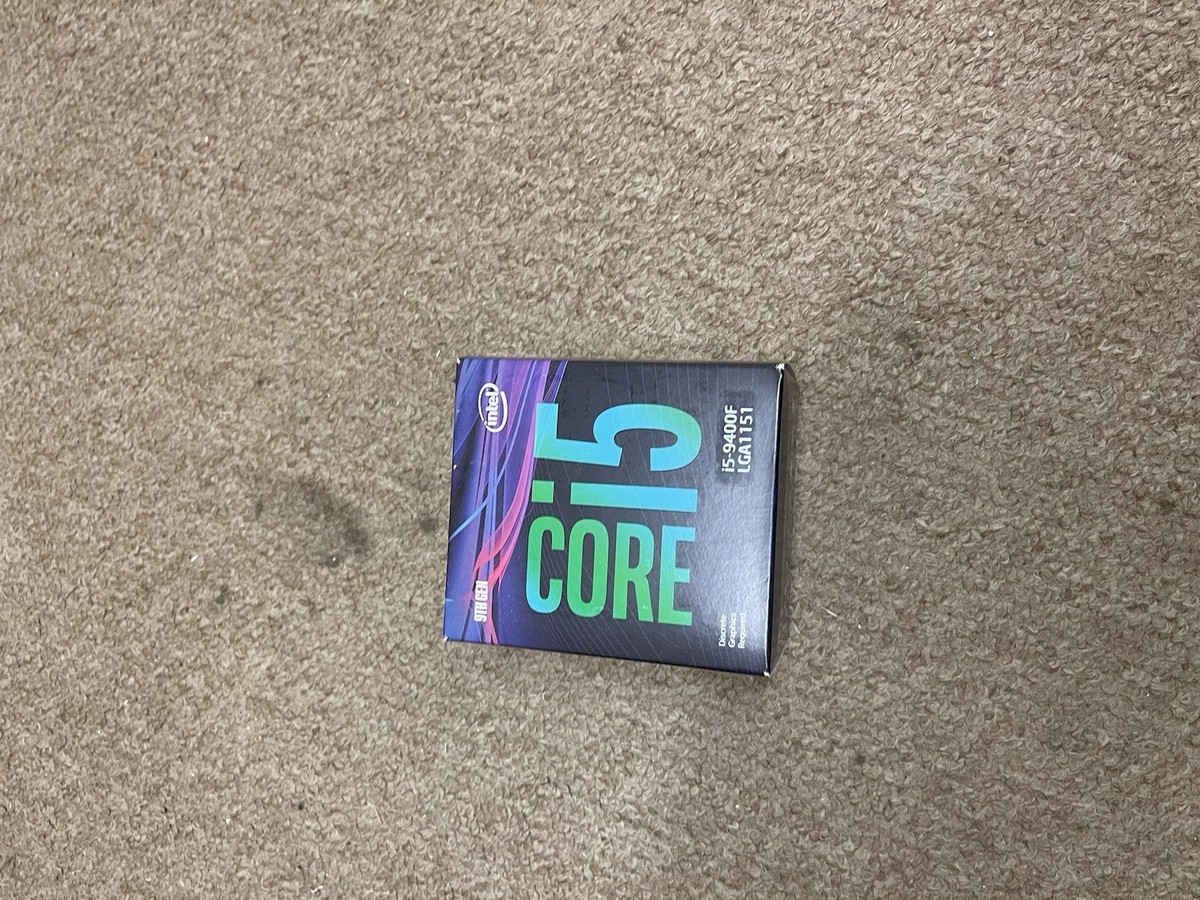 9TH GEN
intel
CORE i5
Discrete
Graphics
Required
i5-9400F
LGA1151